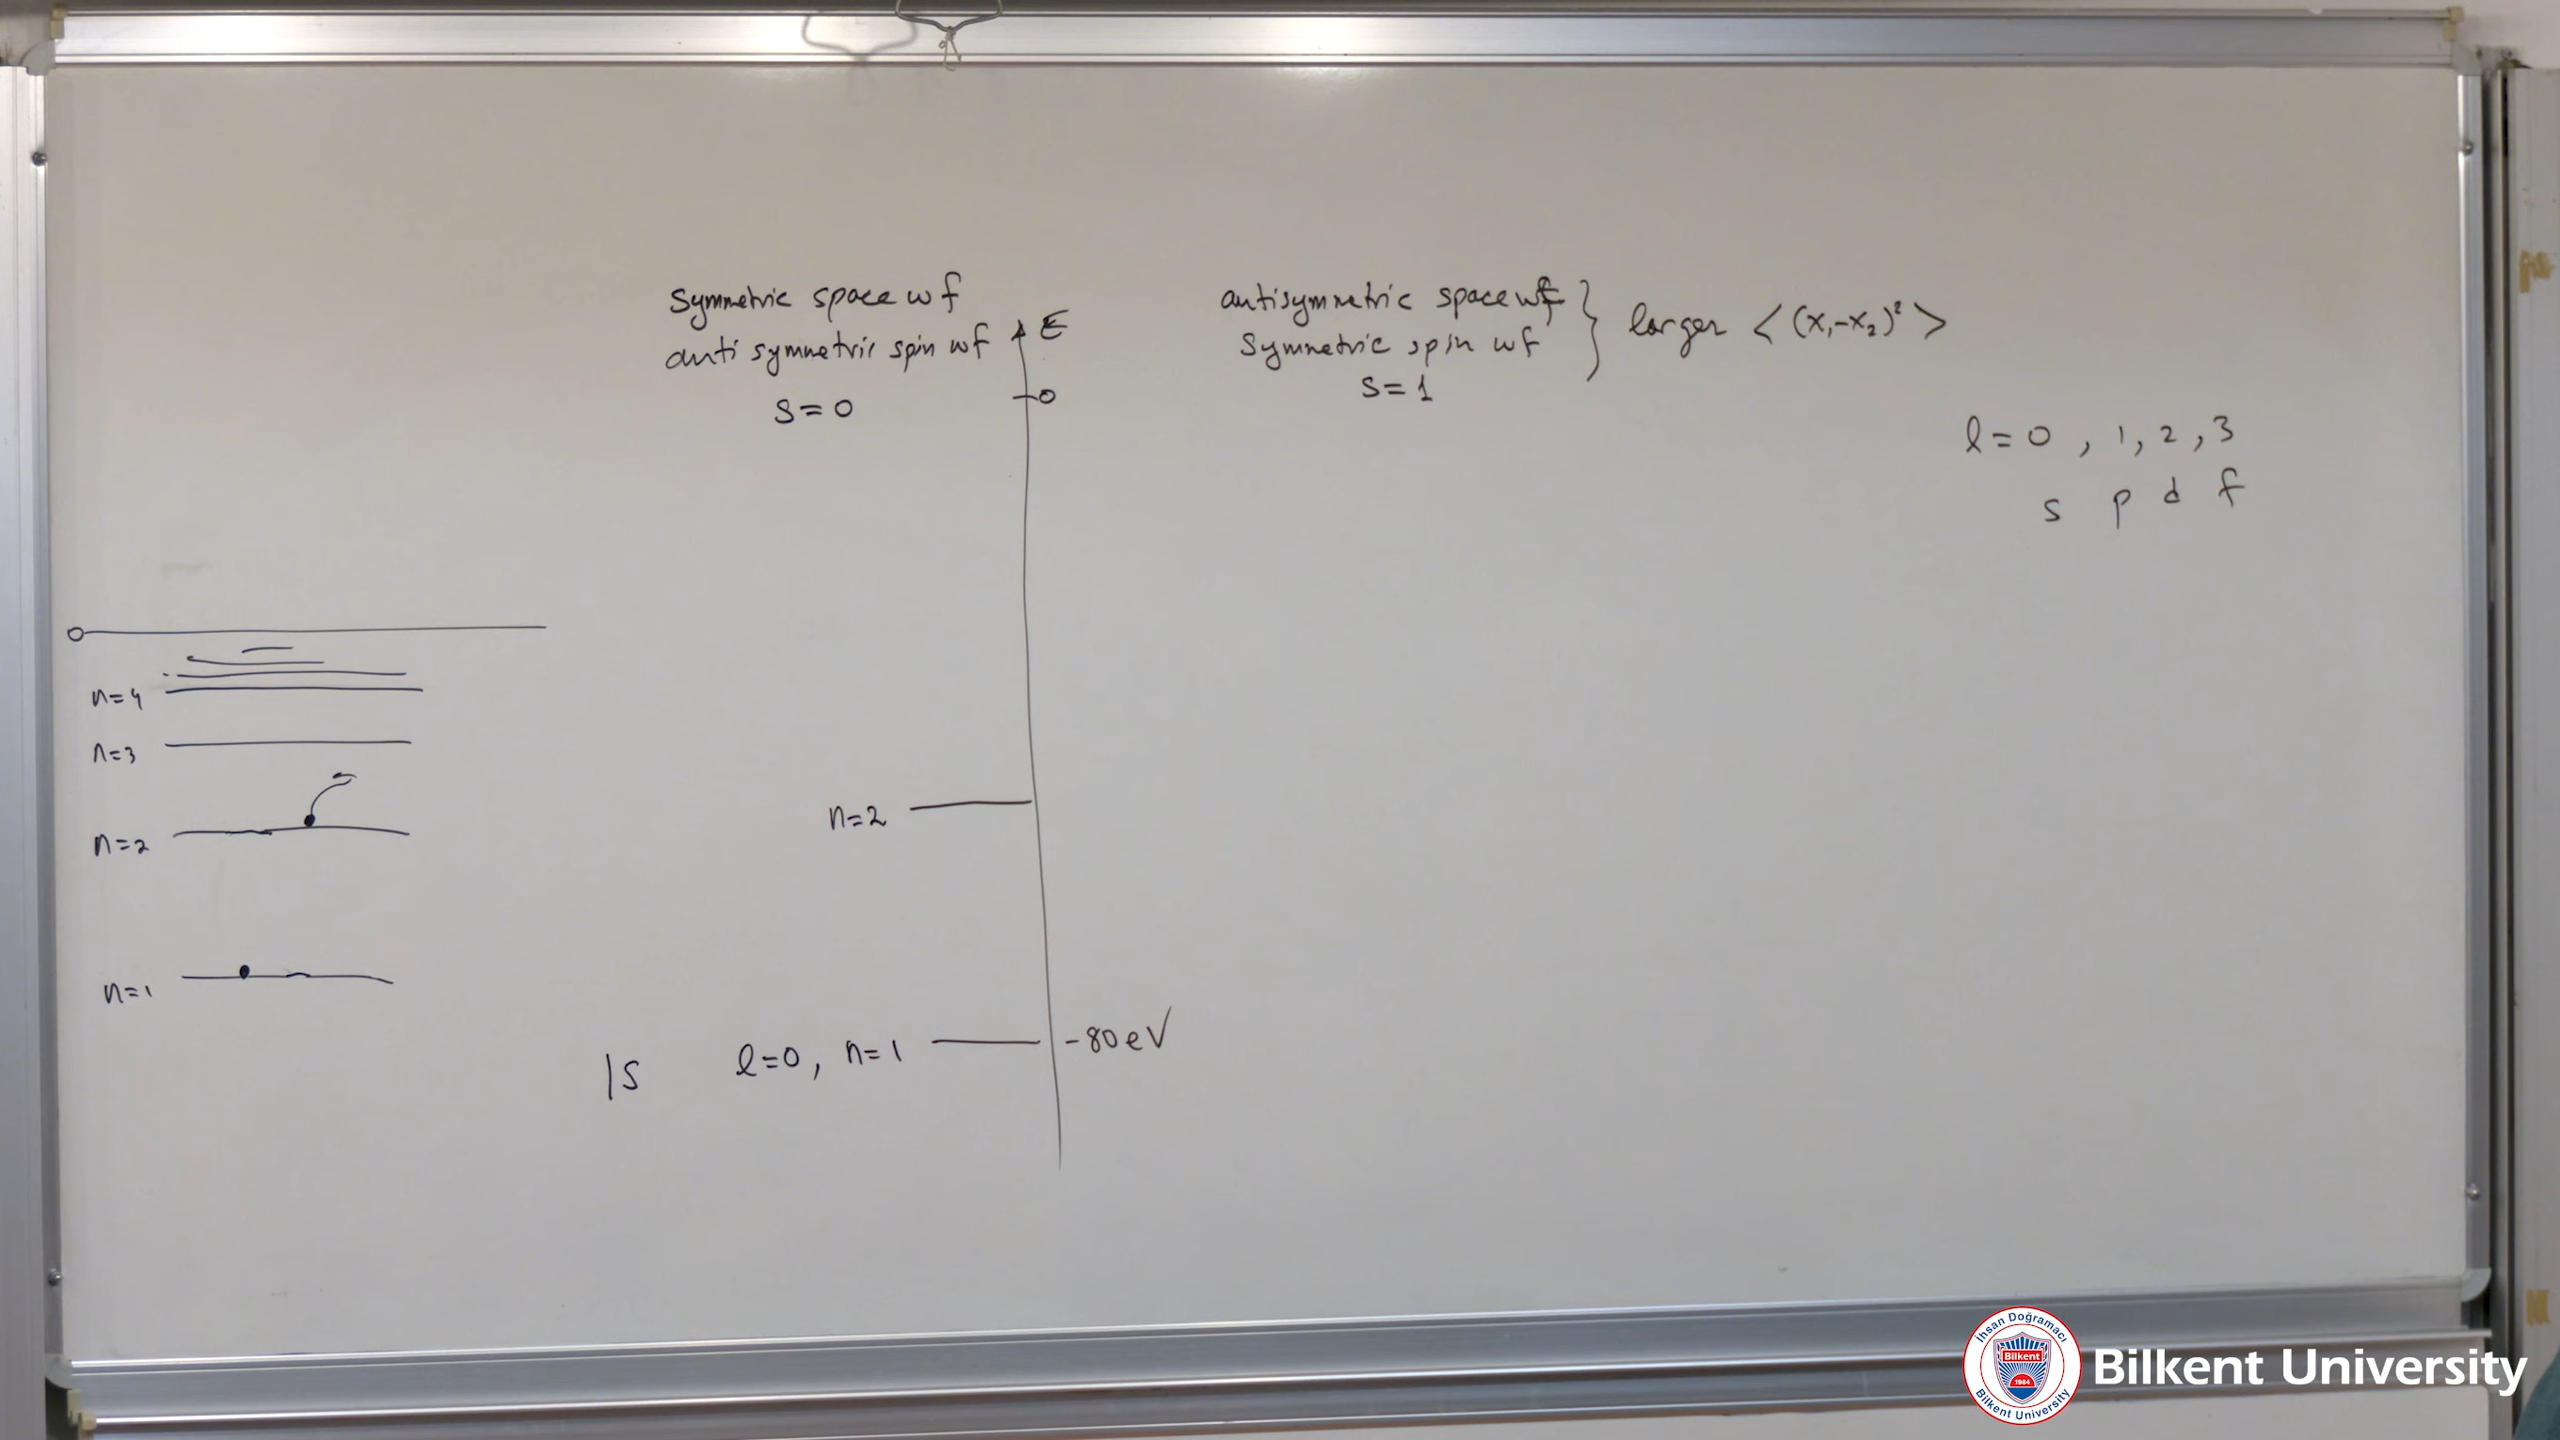 symmetric space wf
anti symmetric spin wf
S=0
E
0
antisymmetric space wf
Symmetric spin wf
S=1
larger <(x₁-x₂)²>
l=0, 1, 2, 3
s p d f
0
n=4
n=3
n=2
n=1
n=2
1S l=0, n=1
-80eV
İhsan Doğramacı
Bilkent
1984
Bilkent University
Bilkent University